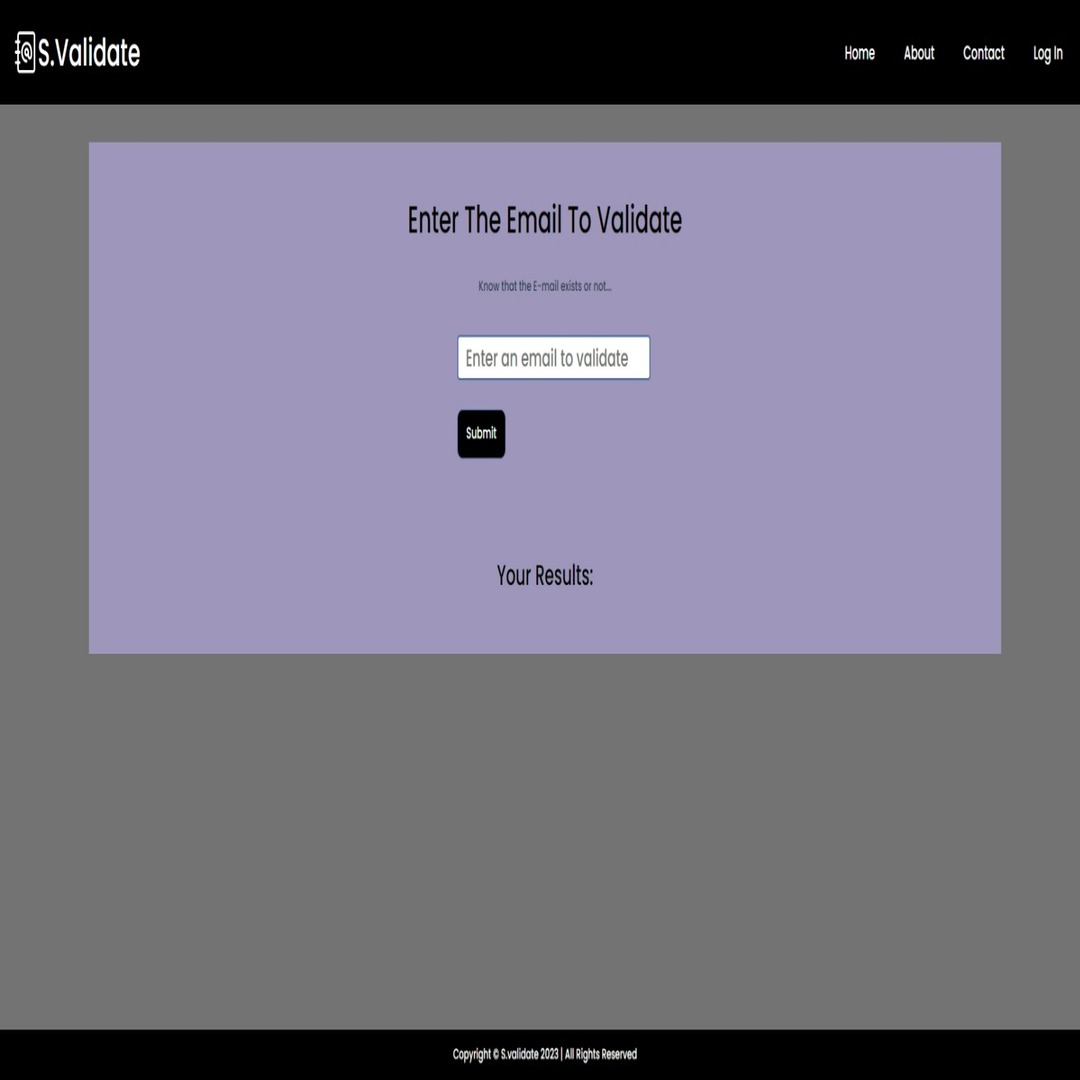 S.Validate
Home About Contact Log In
Enter The Email To Validate
Know that the E-mail exists or not...
Enter an email to validate
Submit
Your Results:
Copyright © S.validate 2023 | All Rights Reserved